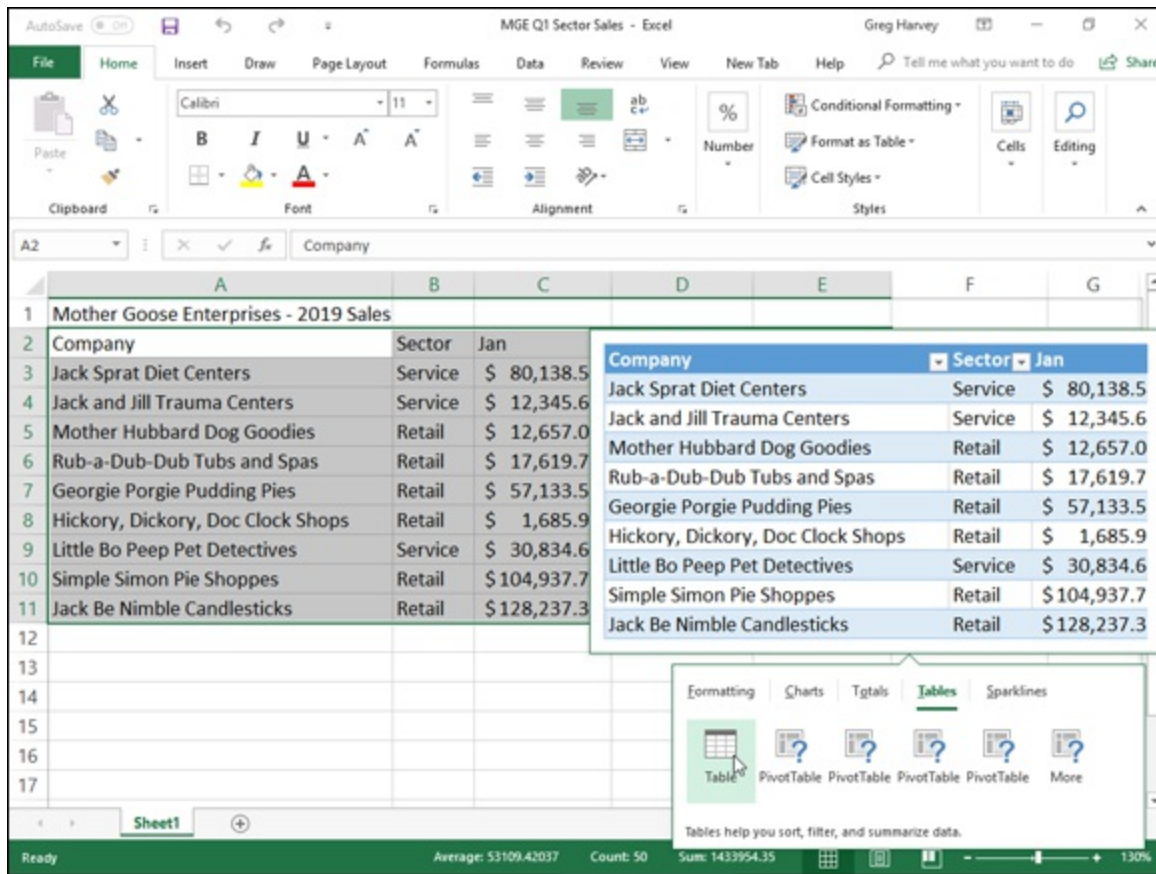 AutoSave Off MGE Q1 Sector Sales - Excel Greg Harvey
File Home Insert Draw Page Layout Formulas Data Review View New Tab Help Tell me what you want to do Share
Calibri 11 ab
B I U A A A
Paste
% Number
Conditional Formatting
Format as Table
Cell Styles
Cells Editing
Clipboard Font Alignment Styles
A2 fx Company
A B C D E F G
1 Mother Goose Enterprises - 2019 Sales
2 Company Sector Jan
3 Jack Sprat Diet Centers Service $ 80,138.5
4 Jack and Jill Trauma Centers Service $ 12,345.6
5 Mother Hubbard Dog Goodies Retail $ 12,657.0
6 Rub-a-Dub-Dub Tubs and Spas Retail $ 17,619.7
7 Georgie Porgie Pudding Pies Retail $ 57,133.5
8 Hickory, Dickory, Doc Clock Shops Retail $ 1,685.9
9 Little Bo Peep Pet Detectives Service $ 30,834.6
10 Simple Simon Pie Shoppes Retail $104,937.7
11 Jack Be Nimble Candlesticks Retail $128,237.3
12
13
14
15
16
17
Company Sector Jan
Jack Sprat Diet Centers Service $ 80,138.5
Jack and Jill Trauma Centers Service $ 12,345.6
Mother Hubbard Dog Goodies Retail $ 12,657.0
Rub-a-Dub-Dub Tubs and Spas Retail $ 17,619.7
Georgie Porgie Pudding Pies Retail $ 57,133.5
Hickory, Dickory, Doc Clock Shops Retail $ 1,685.9
Little Bo Peep Pet Detectives Service $ 30,834.6
Simple Simon Pie Shoppes Retail $104,937.7
Jack Be Nimble Candlesticks Retail $128,237.3
Formatting Charts Totals Tables Sparklines
Table PivotTable PivotTable PivotTable PivotTable More
Tables help you sort, filter, and summarize data.
Sheet1
Ready Average: 53109.42037 Count: 50 Sum: 1433954.35 130%